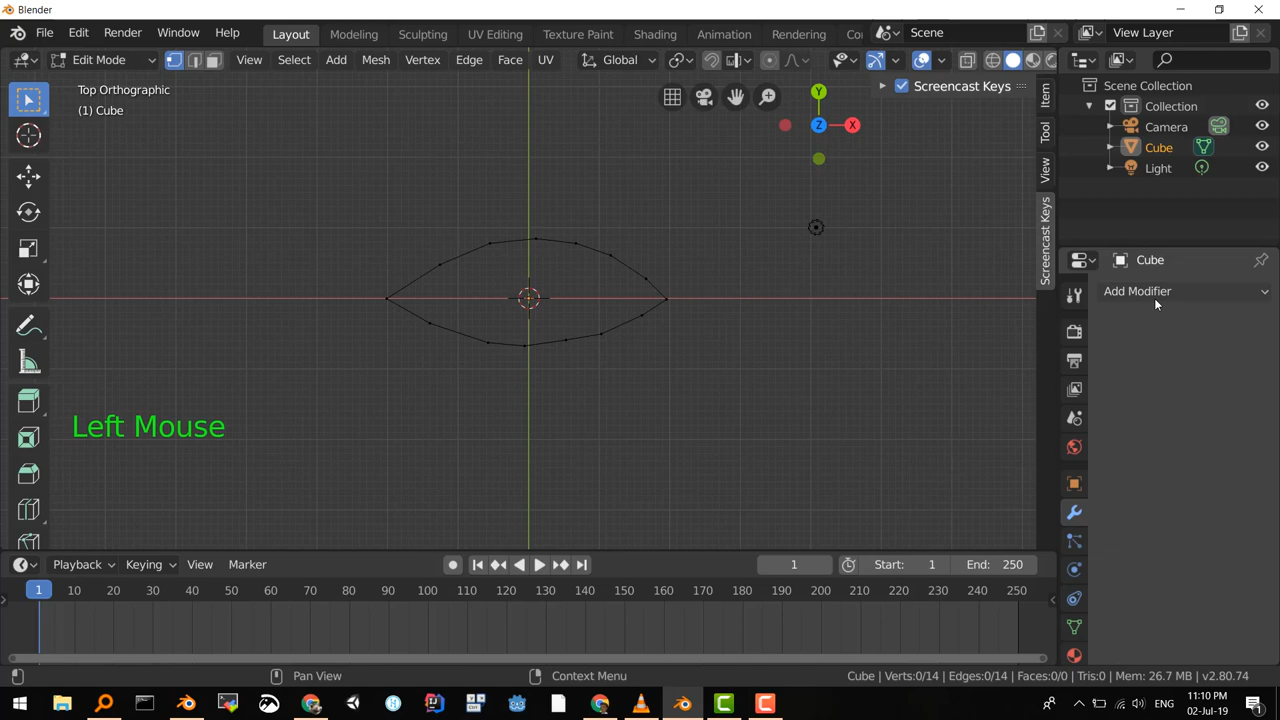 Blender
File Edit Render Window Help Layout Modeling Sculpting UV Editing Texture Paint Shading Animation Rendering Co Scene View Layer
Edit Mode View Select Add Mesh Vertex Edge Face UV Global
Top Orthographic
(1) Cube
Screencast Keys
Y
Z
X
Item
Tool
View
Screencast Keys
Scene Collection
Collection
Camera
Cube
Light
Cube
Add Modifier
Left Mouse
Playback Keying View Marker 1 Start: 1 End: 250
1 10 20 30 40 50 60 70 80 90 100 110 120 130 140 150 160 170 180 190 200 210 220 230 240 250
Pan View Context Menu Cube | Verts:0/14 | Edges:0/14 | Faces:0/0 | Tris:0 | Mem: 26.7 MB | v2.80.74
ENG 11:10 PM 02-Jul-19 1